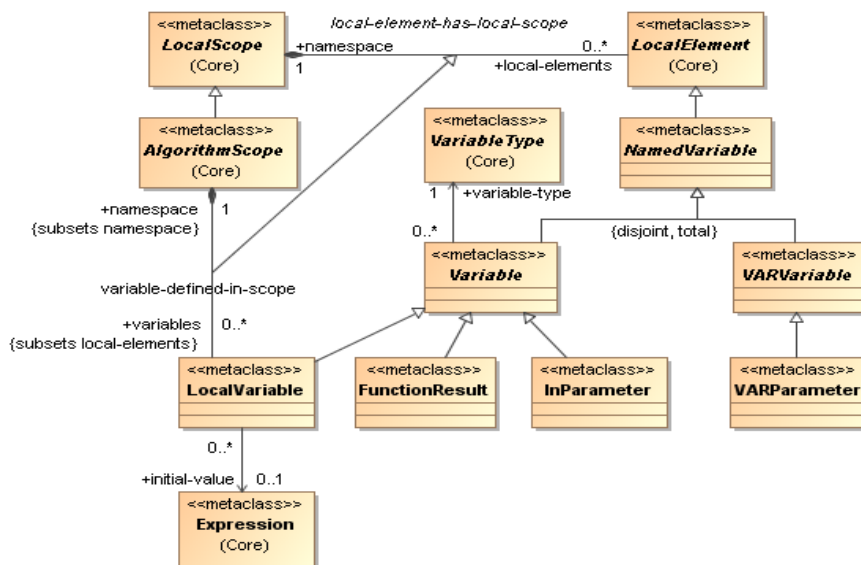 <<metaclass>>
LocalScope
(Core)
local-element-has-local-scope
+namespace
1
0..*
+local-elements
<<metaclass>>
LocalElement
(Core)
<<metaclass>>
AlgorithmScope
(Core)
<<metaclass>>
VariableType
(Core)
<<metaclass>>
NamedVariable
+namespace
{subsets namespace}
1
1
+variable-type
0..*
{disjoint, total}
<<metaclass>>
Variable
<<metaclass>>
VARVariable
variable-defined-in-scope
+variables
{subsets local-elements}
0..*
<<metaclass>>
LocalVariable
<<metaclass>>
FunctionResult
<<metaclass>>
InParameter
<<metaclass>>
VARParameter
0..*
+initial-value
0..1
<<metaclass>>
Expression
(Core)